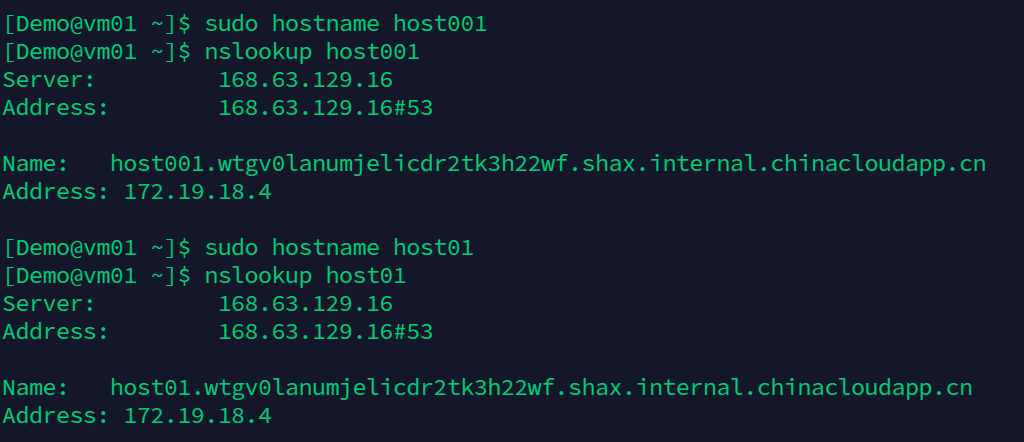 [Demo@vm01 ~]$ sudo hostname host001
[Demo@vm01 ~]$ nslookup host001
Server:         168.63.129.16
Address:        168.63.129.16#53

Name:   host001.wtgv0lanumjelicdr2tk3h22wf.shax.internal.chinacloudapp.cn
Address: 172.19.18.4

[Demo@vm01 ~]$ sudo hostname host01
[Demo@vm01 ~]$ nslookup host01
Server:         168.63.129.16
Address:        168.63.129.16#53

Name:   host01.wtgv0lanumjelicdr2tk3h22wf.shax.internal.chinacloudapp.cn
Address: 172.19.18.4